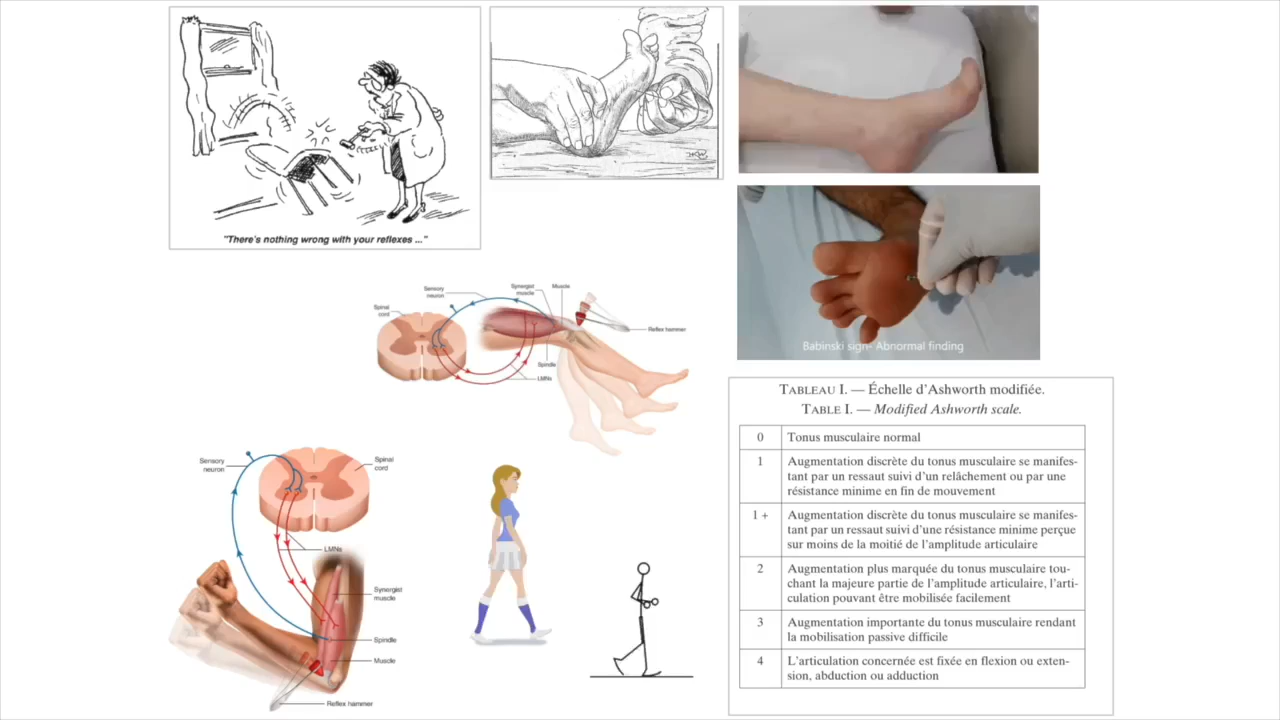 "There's nothing wrong with your reflexes ..."
Babinski sign- Abnormal finding
Sensory
neuron
Synergist
muscle
Muscle
Spinal
cord
Reflex hammer
Spindle
LMNs
Sensory
neuron
Spinal
cord
LMNs
Synergist
muscle
Spindle
Muscle
Reflex hammer
TABLEAU I. — Échelle d'Ashworth modifiée.
TABLE I. — Modified Ashworth scale.
0 Tonus musculaire normal
1 Augmentation discrète du tonus musculaire se manifes-
tant par un ressaut suivi d'un relâchement ou par une
résistance minime en fin de mouvement
1 + Augmentation discrète du tonus musculaire se manifes-
tant par un ressaut suivi d'une résistance minime perçue
sur moins de la moitié de l'amplitude articulaire
2 Augmentation plus marquée du tonus musculaire tou-
chant la majeure partie de l'amplitude articulaire, l'arti-
culation pouvant être mobilisée facilement
3 Augmentation importante du tonus musculaire rendant
la mobilisation passive difficile
4 L'articulation concernée est fixée en flexion ou exten-
sion, abduction ou adduction